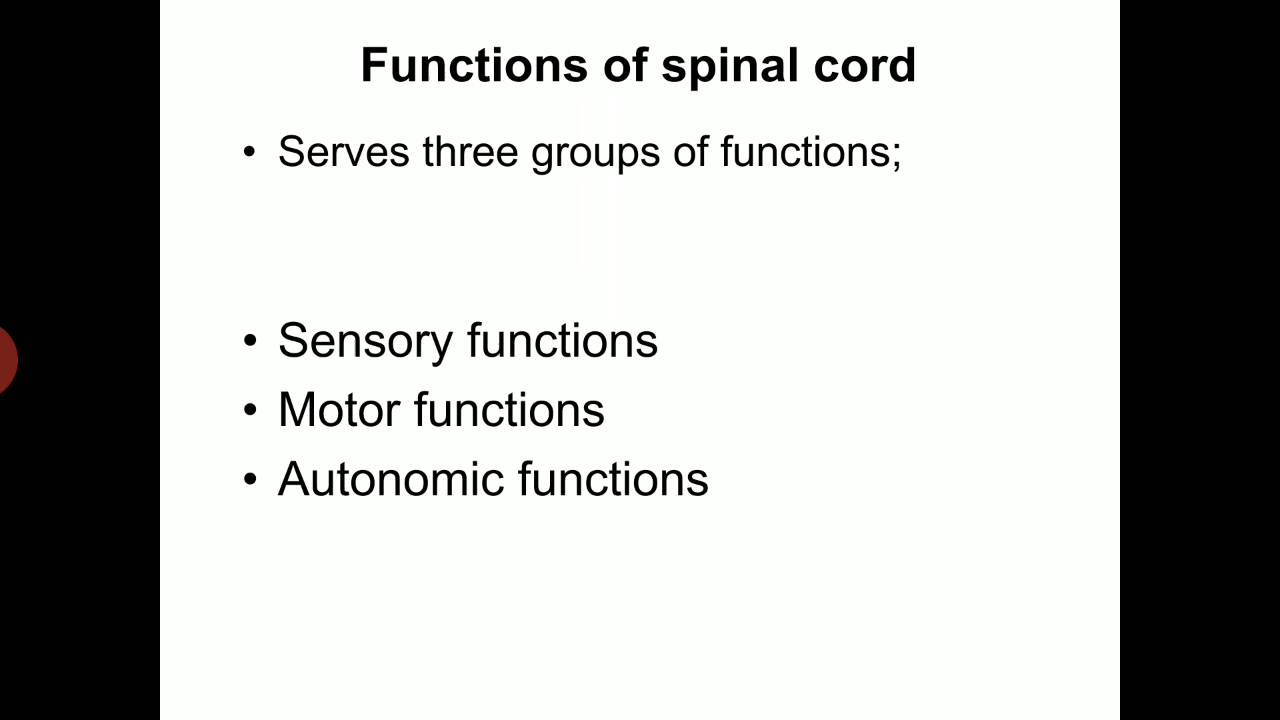 Functions of spinal cord
• Serves three groups of functions;
• Sensory functions
• Motor functions
• Autonomic functions